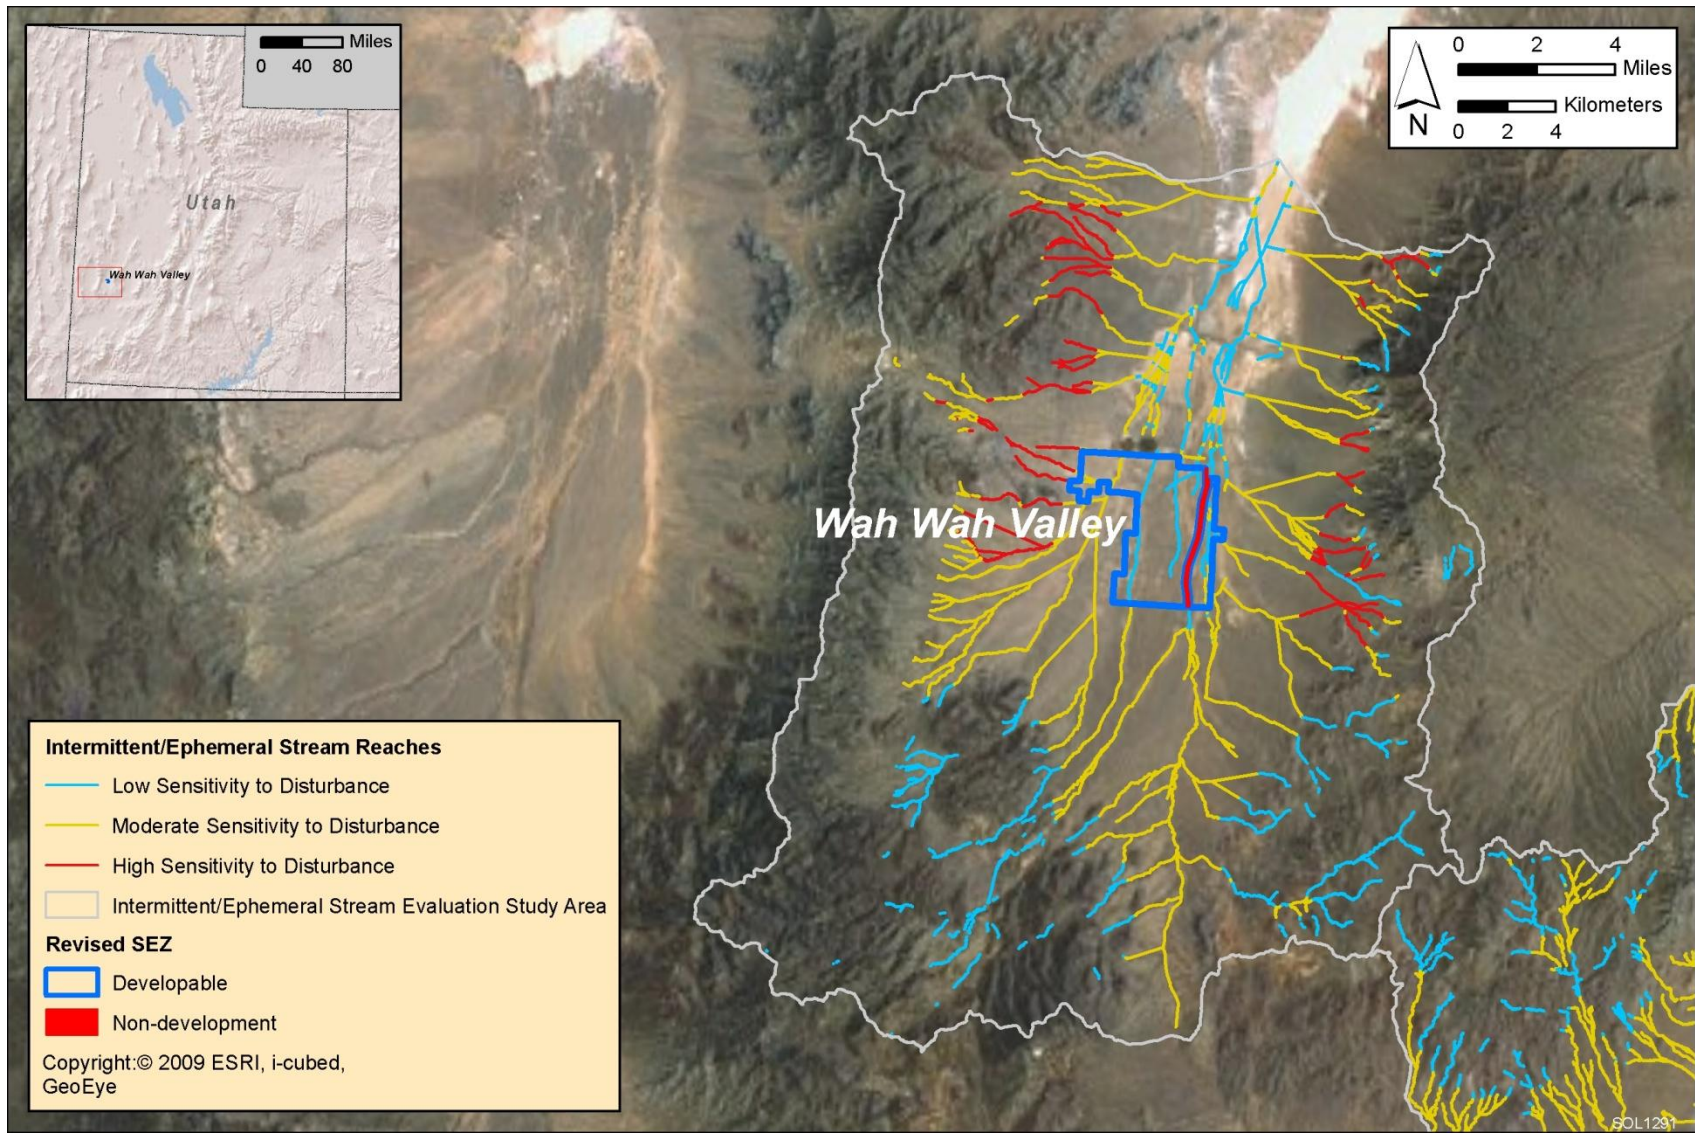 Miles
0 40 80
Utah
Wah Wah Valley
0 2 4
Miles
Kilometers
0 2 4
N
Wah Wah Valley
Intermittent/Ephemeral Stream Reaches
Low Sensitivity to Disturbance
Moderate Sensitivity to Disturbance
High Sensitivity to Disturbance
Intermittent/Ephemeral Stream Evaluation Study Area
Revised SEZ
Developable
Non-development
Copyright:© 2009 ESRI, i-cubed,
GeoEye
SOL1291